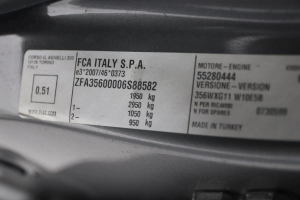 FCA ITALY S.P.A.
e3*2007/46*0373
ZFA35600006S88582
1950 kg
1- 2950 kg
2- 1050 kg
950 kg
0.51
MOTORE - ENGINE
55280444
VERSIONE - VERSION
356WXG11 W10ESB
N PER RICAMBI
N FOR SPARES
MADE IN TURKEY